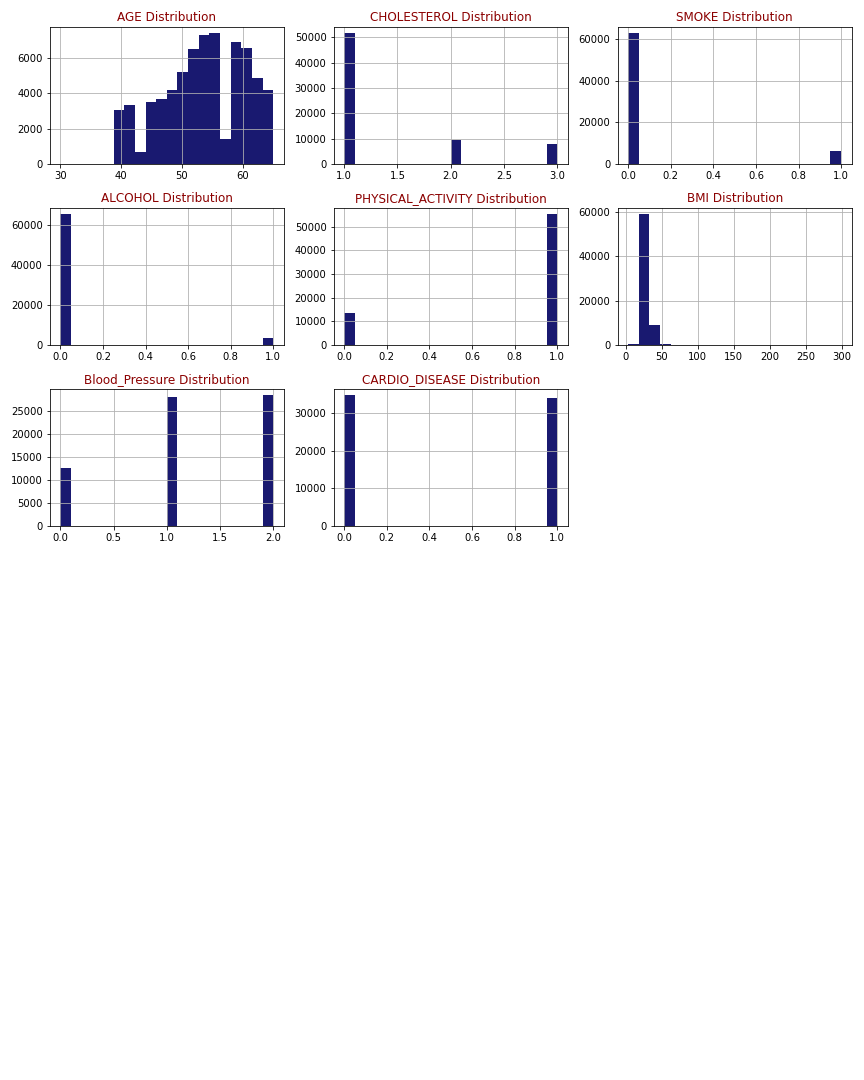 AGE Distribution
6000
4000
2000
0
30 40 50 60
CHOLESTEROL Distribution
50000
40000
30000
20000
10000
0
1.0 1.5 2.0 2.5 3.0
SMOKE Distribution
60000
40000
20000
0
0.0 0.2 0.4 0.6 0.8 1.0
ALCOHOL Distribution
60000
40000
20000
0
0.0 0.2 0.4 0.6 0.8 1.0
PHYSICAL_ACTIVITY Distribution
50000
40000
30000
20000
10000
0
0.0 0.2 0.4 0.6 0.8 1.0
BMI Distribution
60000
40000
20000
0
0 50 100 150 200 250 300
Blood_Pressure Distribution
25000
20000
15000
10000
5000
0
0.0 0.5 1.0 1.5 2.0
CARDIO_DISEASE Distribution
30000
20000
10000
0
0.0 0.2 0.4 0.6 0.8 1.0